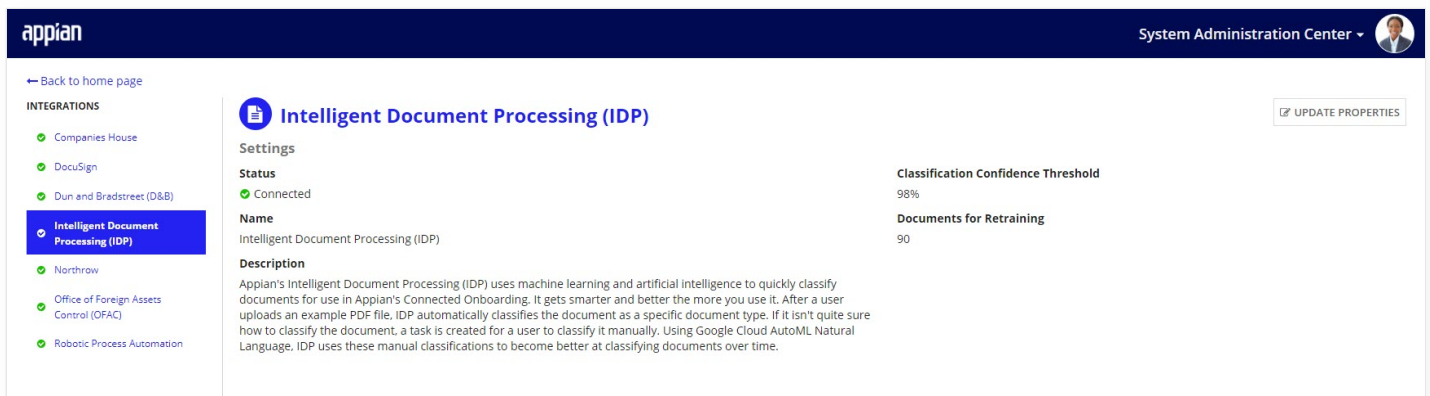 appian
System Administration Center
Back to home page
INTEGRATIONS
Companies House
DocuSign
Dun and Bradstreet (D&B)
Intelligent Document
Processing (IDP)
Northrow
Office of Foreign Assets
Control (OFAC)
Robotic Process Automation
Intelligent Document Processing (IDP)
UPDATE PROPERTIES
Settings
Status
Connected
Name
Intelligent Document Processing (IDP)
Description
Appian's Intelligent Document Processing (IDP) uses machine learning and artificial intelligence to quickly classify
documents for use in Appian's Connected Onboarding. It gets smarter and better the more you use it. After a user
uploads an example PDF file, IDP automatically classifies the document as a specific document type. If it isn't quite sure
how to classify the document, a task is created for a user to classify it manually. Using Google Cloud AutoML Natural
Language, IDP uses these manual classifications to become better at classifying documents over time.
Classification Confidence Threshold
98%
Documents for Retraining
90